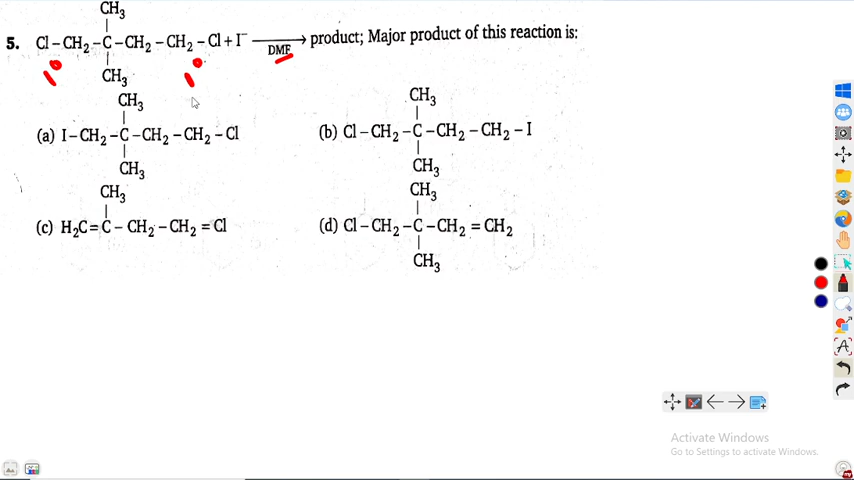 CH3
5. Cl – CH2 – C – CH2 – CH2 – Cl + I⁻ ⟶ product; Major product of this reaction is:
DMF
1° 1°
CH3
CH3
(a) I – CH2 – C – CH2 – CH2 – Cl
CH3
CH3
(b) Cl – CH2 – C – CH2 – CH2 – I
CH3
CH3
(c) H2C = C – CH2 – CH2 = Cl
CH3
(d) Cl – CH2 – C – CH2 = CH2
CH3
A
Activate Windows
Go to Settings to activate Windows.